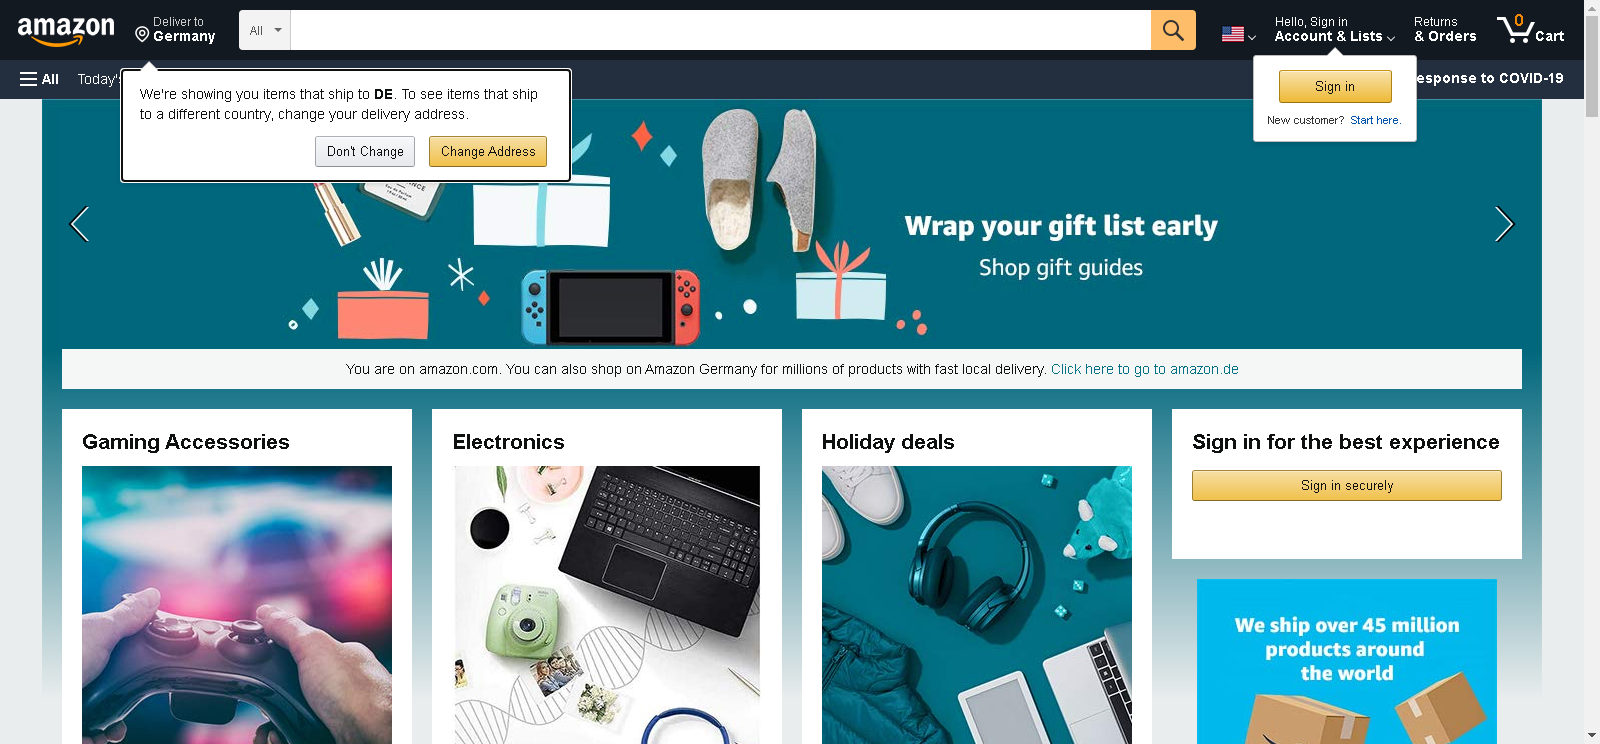 amazon
Deliver to
Germany
All
Hello, Sign in
Account & Lists
Returns
& Orders
0
Cart
All
Today's
esponse to COVID-19
We're showing you items that ship to DE. To see items that ship
to a different country, change your delivery address.
Don't Change
Change Address
Sign in
New customer? Start here.
Wrap your gift list early
Shop gift guides
You are on amazon.com. You can also shop on Amazon Germany for millions of products with fast local delivery. Click here to go to amazon.de
Gaming Accessories
Electronics
Holiday deals
Sign in for the best experience
Sign in securely
We ship over 45 million
products around
the world